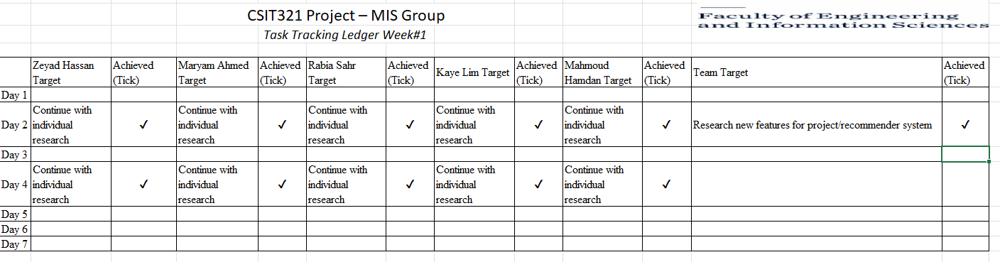 CSIT321 Project – MIS Group
Faculty of Engineering
and Information Sciences
Task Tracking Ledger Week#1
Zeyad Hassan Target Achieved (Tick) Maryam Ahmed Target Achieved (Tick) Rabia Sahr Target Achieved (Tick) Kaye Lim Target Achieved (Tick) Mahmoud Hamdan Target Achieved (Tick) Team Target Achieved (Tick)
Day 1
Day 2 Continue with individual research ✓ Continue with individual research ✓ Continue with individual research ✓ Continue with individual research ✓ Continue with individual research ✓ Research new features for project/recommender system ✓
Day 3
Day 4 Continue with individual research ✓ Continue with individual research ✓ Continue with individual research ✓ Continue with individual research ✓ Continue with individual research ✓
Day 5
Day 6
Day 7